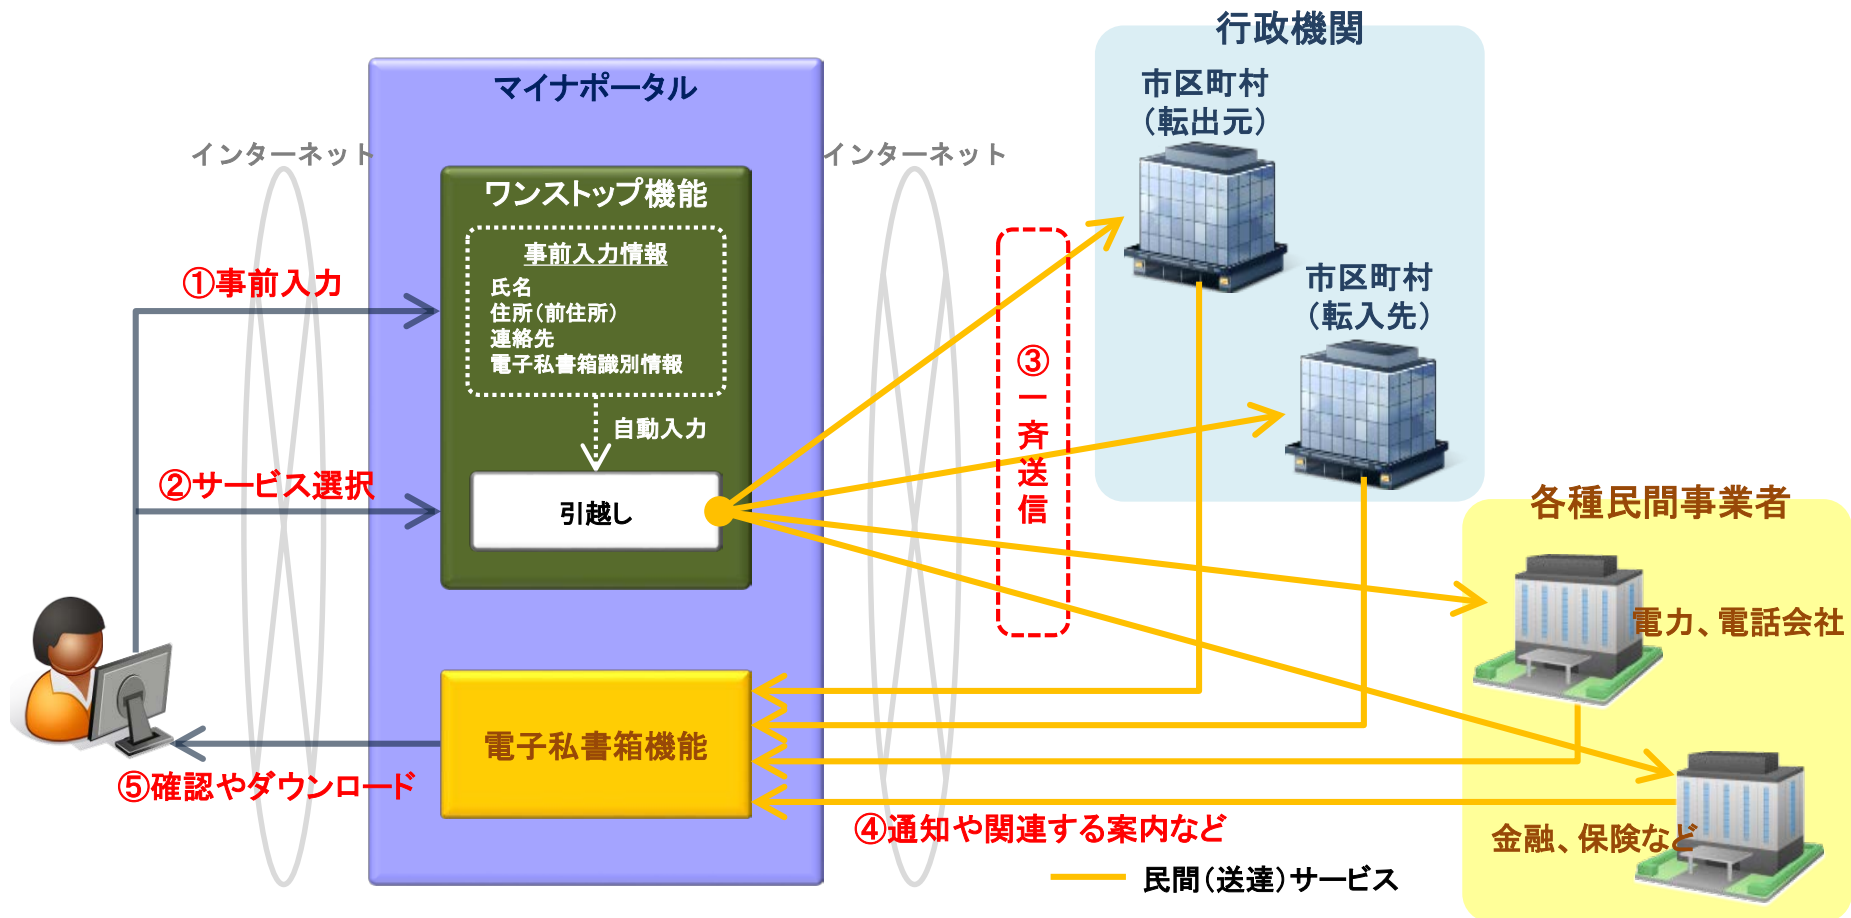 行政機関
マイナポータル
市区町村
（転出元）
インターネット
インターネット
ワンストップ機能
事前入力情報
氏名
住所（前住所）
連絡先
電子私書箱識別情報
①事前入力
市区町村
（転入先）
③一斉送信
自動入力
②サービス選択
引越し
各種民間事業者
電力、電話会社
電子私書箱機能
⑤確認やダウンロード
④通知や関連する案内など
金融、保険など
民間（送達）サービス